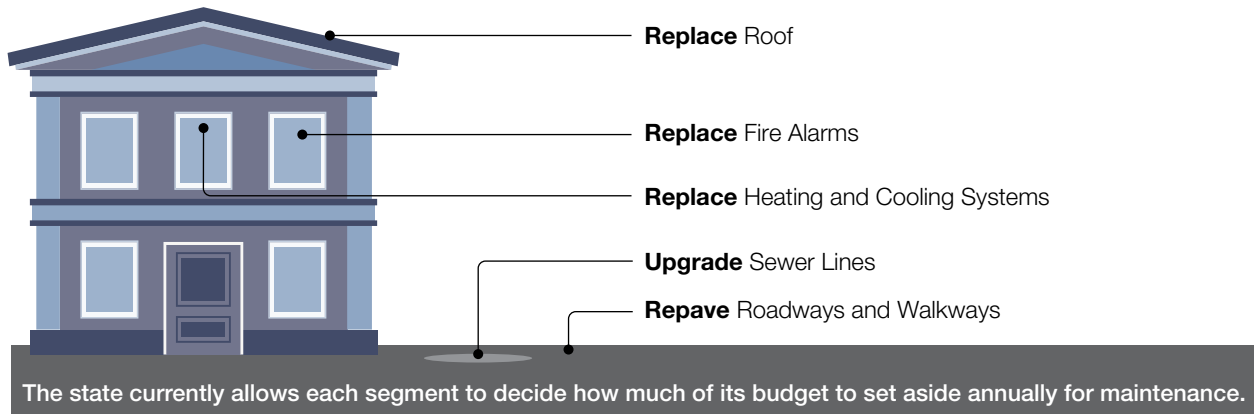 Replace Roof
Replace Fire Alarms
Replace Heating and Cooling Systems
Upgrade Sewer Lines
Repave Roadways and Walkways
The state currently allows each segment to decide how much of its budget to set aside annually for maintenance.